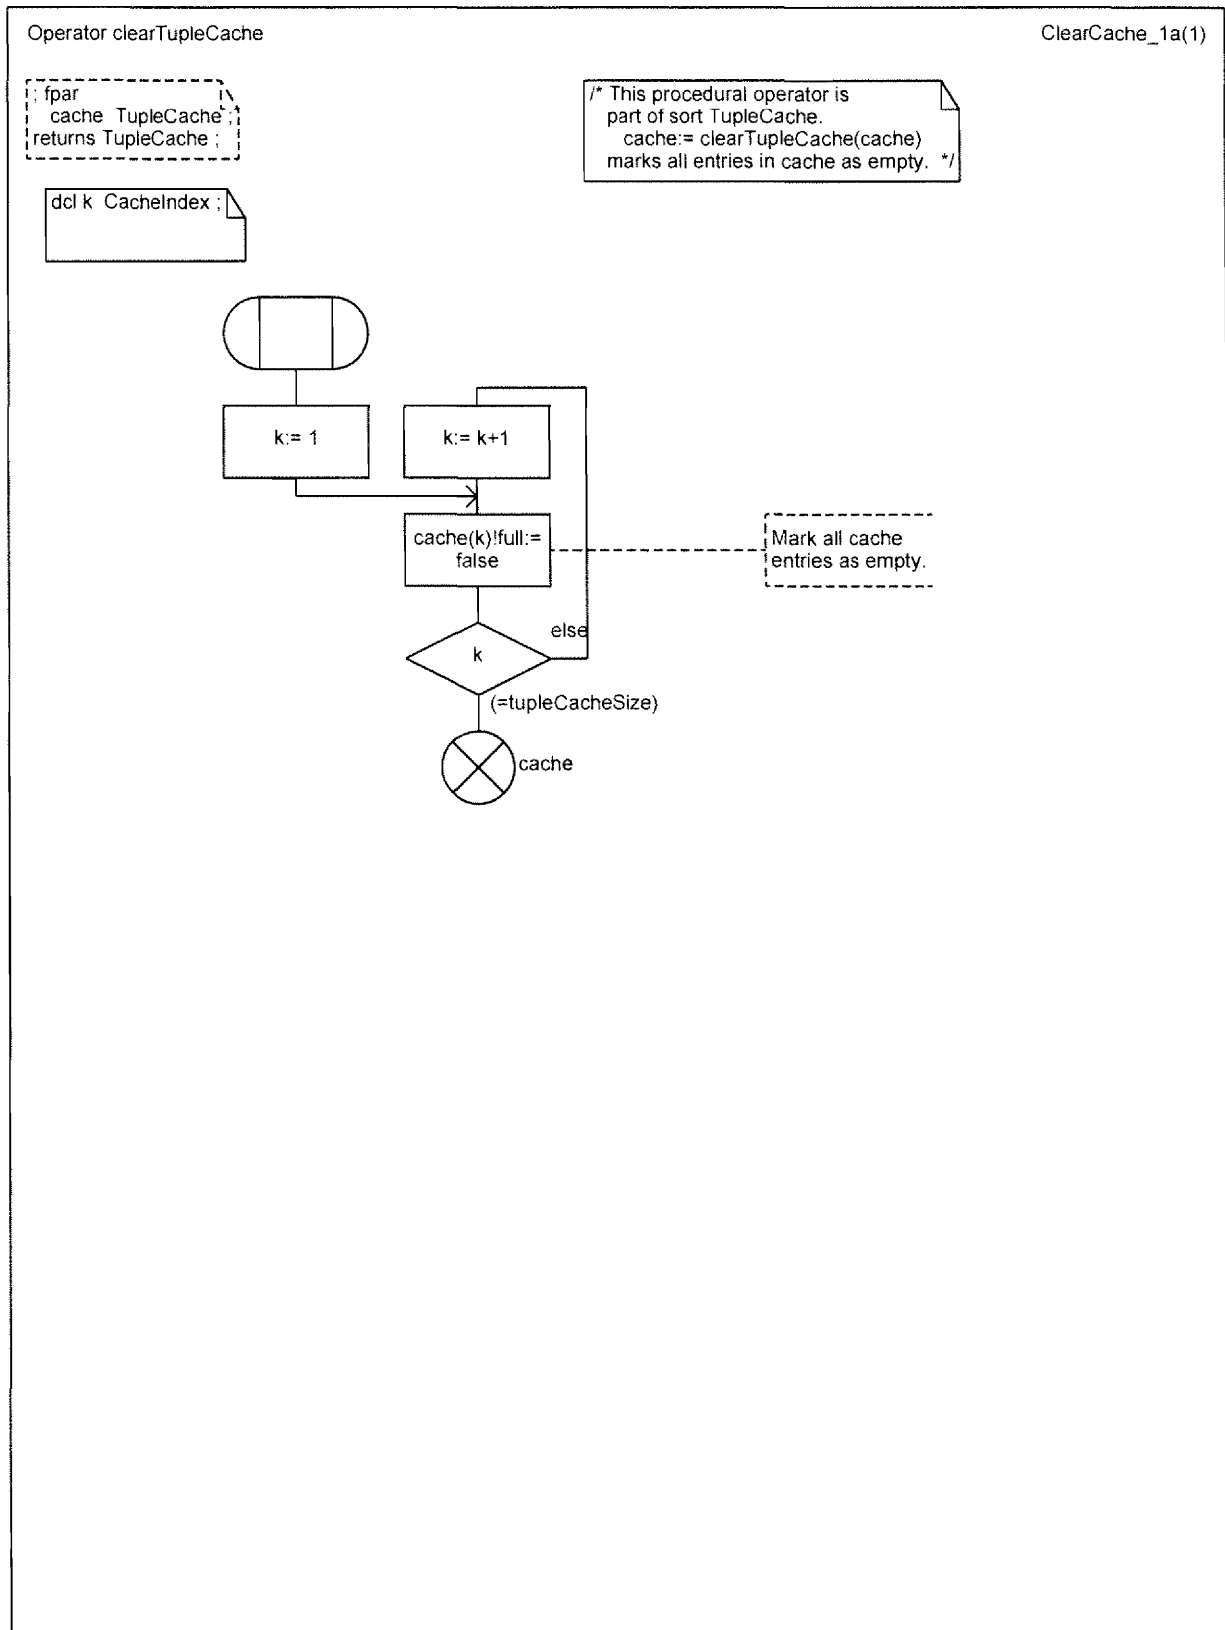 Operator clearTupleCache
ClearCache_1a(1)
; fpar
cache TupleCache ;
returns TupleCache ;
/* This procedural operator is
part of sort TupleCache.
cache:= clearTupleCache(cache)
marks all entries in cache as empty. */
dcl k CacheIndex ;
k:= 1
k:= k+1
cache(k)!full:=
false
Mark all cache
entries as empty.
else
k
(=tupleCacheSize)
cache